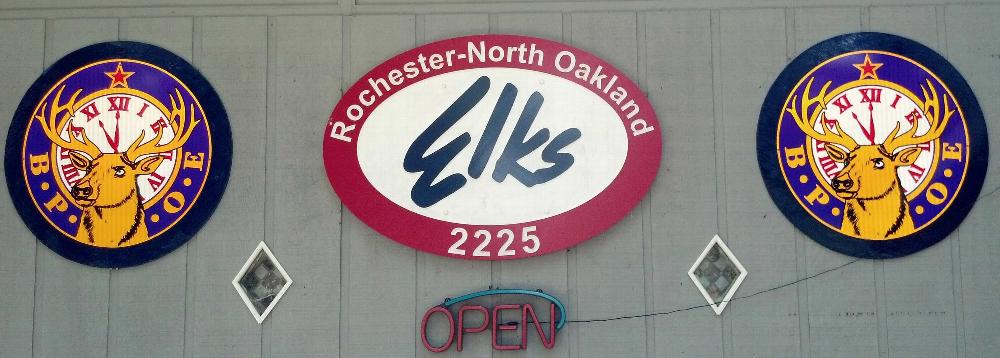 XI XII I
B·P·O·E
Rochester-North Oakland
Elks
2225
XI XII I
B·P·O·E
OPEN